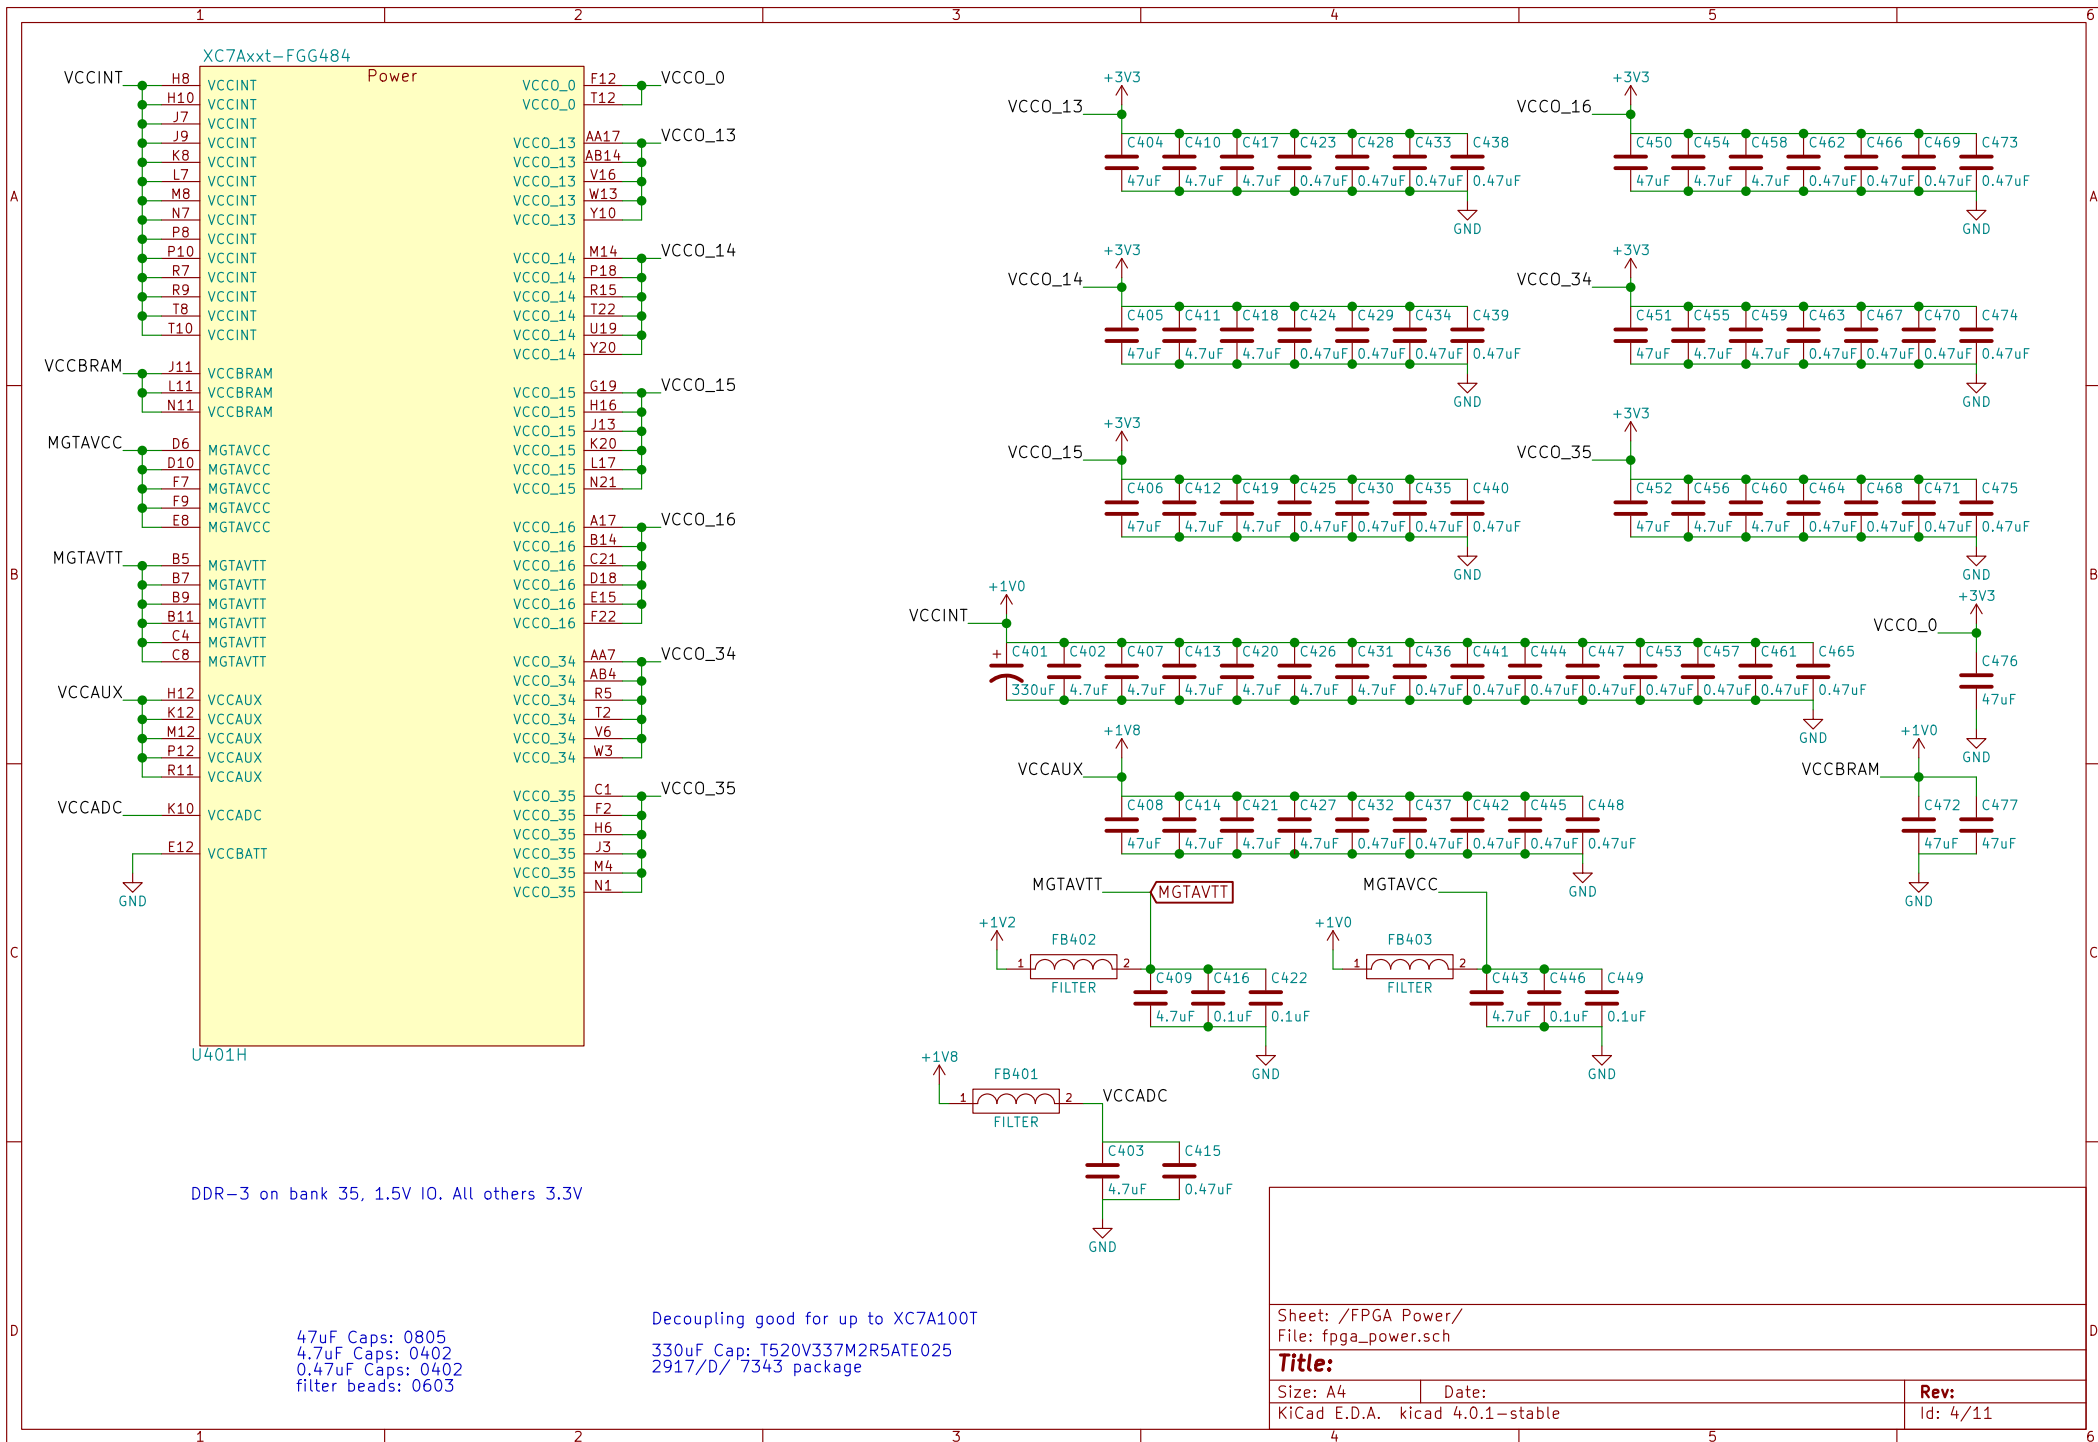 1 2 3 4 5 6
XC7Axxt-FGG484
Power
VCCINT H8 VCCINT
H10 VCCINT
J7 VCCINT
J9 VCCINT
K8 VCCINT
L7 VCCINT
M8 VCCINT
N7 VCCINT
P8 VCCINT
P10 VCCINT
R7 VCCINT
R9 VCCINT
T8 VCCINT
T10 VCCINT
VCCBRAM J11 VCCBRAM
L11 VCCBRAM
N11 VCCBRAM
MGTAVCC D6 MGTAVCC
D10 MGTAVCC
F7 MGTAVCC
F9 MGTAVCC
E8 MGTAVCC
MGTAVTT B5 MGTAVTT
B7 MGTAVTT
B9 MGTAVTT
B11 MGTAVTT
C4 MGTAVTT
C8 MGTAVTT
VCCAUX H12 VCCAUX
K12 VCCAUX
M12 VCCAUX
P12 VCCAUX
R11 VCCAUX
VCCADC K10 VCCADC
E12 VCCBATT
GND
VCCO_0 F12 VCCO_0
VCCO_0 T12
VCCO_13 AA17 VCCO_13
VCCO_13 AB14
VCCO_13 V16
VCCO_13 W13
VCCO_13 Y10
VCCO_14 M14 VCCO_14
VCCO_14 P18
VCCO_14 R15
VCCO_14 T22
VCCO_14 U19
VCCO_14 Y20
VCCO_15 G19 VCCO_15
VCCO_15 H16
VCCO_15 J13
VCCO_15 K20
VCCO_15 L17
VCCO_15 N21
VCCO_16 A17 VCCO_16
VCCO_16 B14
VCCO_16 C21
VCCO_16 D18
VCCO_16 E15
VCCO_16 F22
VCCO_34 AA7 VCCO_34
VCCO_34 AB4
VCCO_34 R5
VCCO_34 T2
VCCO_34 V6
VCCO_34 W3
VCCO_35 C1 VCCO_35
VCCO_35 F2
VCCO_35 H6
VCCO_35 J3
VCCO_35 M4
VCCO_35 N1
U401H
+3V3
VCCO_13
C404 C410 C417 C423 C428 C433 C438
47uF 4.7uF 4.7uF 0.47uF 0.47uF 0.47uF 0.47uF
GND
+3V3
VCCO_16
C450 C454 C458 C462 C466 C469 C473
47uF 4.7uF 4.7uF 0.47uF 0.47uF 0.47uF 0.47uF
GND
+3V3
VCCO_14
C405 C411 C418 C424 C429 C434 C439
47uF 4.7uF 4.7uF 0.47uF 0.47uF 0.47uF 0.47uF
GND
+3V3
VCCO_34
C451 C455 C459 C463 C467 C470 C474
47uF 4.7uF 4.7uF 0.47uF 0.47uF 0.47uF 0.47uF
GND
+3V3
VCCO_15
C406 C412 C419 C425 C430 C435 C440
47uF 4.7uF 4.7uF 0.47uF 0.47uF 0.47uF 0.47uF
GND
+3V3
VCCO_35
C452 C456 C460 C464 C468 C471 C475
47uF 4.7uF 4.7uF 0.47uF 0.47uF 0.47uF 0.47uF
GND
+1V0
VCCINT
+ C401 C402 C407 C413 C420 C426 C431 C436 C441 C444 C447 C453 C457 C461 C465
330uF 4.7uF 4.7uF 4.7uF 4.7uF 4.7uF 4.7uF 0.47uF 0.47uF 0.47uF 0.47uF 0.47uF 0.47uF 0.47uF 0.47uF
GND
+3V3
VCCO_0
C476
47uF
GND
+1V8
VCCAUX
C408 C414 C421 C427 C432 C437 C442 C445 C448
47uF 4.7uF 4.7uF 4.7uF 4.7uF 0.47uF 0.47uF 0.47uF 0.47uF
GND
+1V0
VCCBRAM
C472 C477
47uF 47uF
GND
MGTAVTT MGTAVTT
+1V2
FB402
1 2
FILTER
C409 C416 C422
4.7uF 0.1uF 0.1uF
GND
MGTAVCC
+1V0
FB403
1 2
FILTER
C443 C446 C449
4.7uF 0.1uF 0.1uF
GND
+1V8
FB401
1 2
FILTER
VCCADC
C403 C415
4.7uF 0.47uF
GND
DDR-3 on bank 35, 1.5V IO. All others 3.3V
47uF Caps: 0805
4.7uF Caps: 0402
0.47uF Caps: 0402
filter beads: 0603
Decoupling good for up to XC7A100T
330uF Cap: T520V337M2R5ATE025
2917/D/ 7343 package
Sheet: /FPGA Power/
File: fpga_power.sch
Title:
Size: A4 Date: Rev:
KiCad E.D.A. kicad 4.0.1-stable Id: 4/11
A A
B B
C C
D D
1 2 3 4 5 6